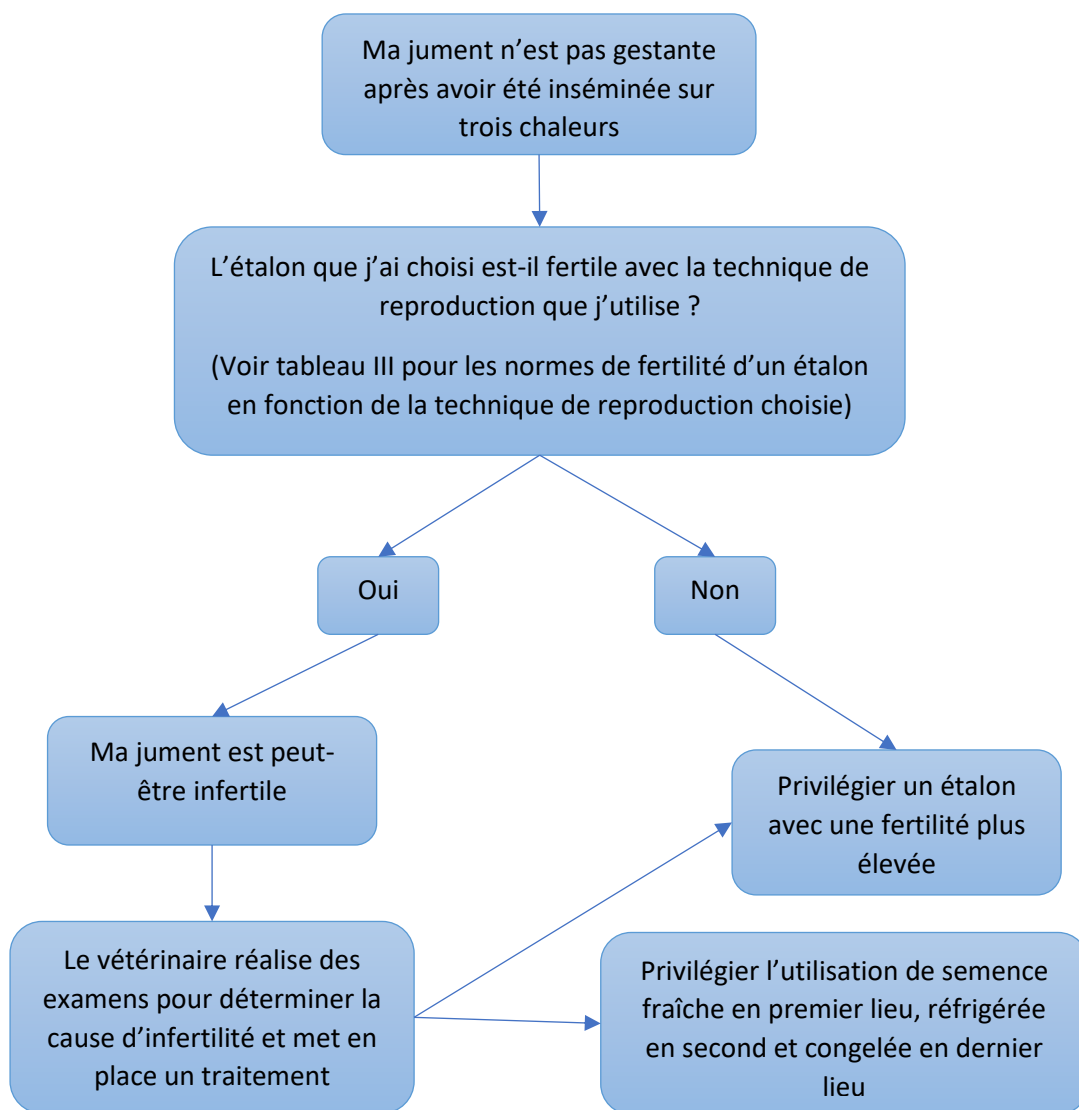 Ma jument n’est pas gestante
après avoir été inséminée sur
trois chaleurs
L’étalon que j’ai choisi est-il fertile avec la technique de
reproduction que j’utilise ?
(Voir tableau III pour les normes de fertilité d’un étalon
en fonction de la technique de reproduction choisie)
Oui
Non
Ma jument est peut-
être infertile
Privilégier un étalon
avec une fertilité plus
élevée
Le vétérinaire réalise des
examens pour déterminer la
cause d’infertilité et met en
place un traitement
Privilégier l’utilisation de semence
fraîche en premier lieu, réfrigérée
en second et congelée en dernier
lieu